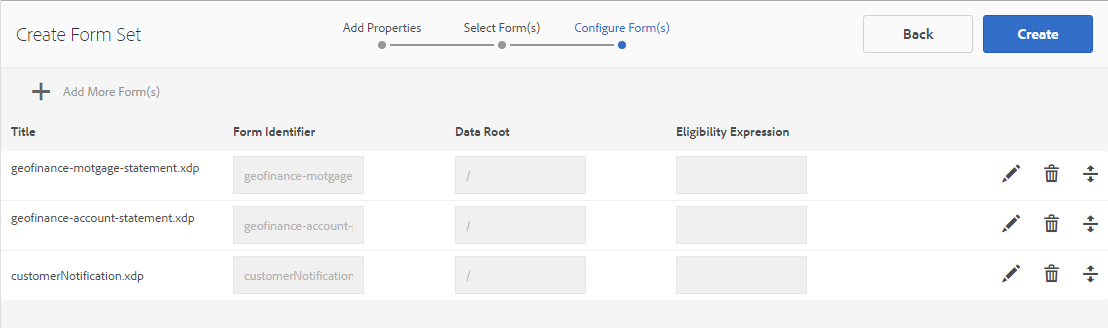 Create Form Set
Add Properties
Select Form(s)
Configure Form(s)
Back
Create
Add More Form(s)
Title
Form Identifier
Data Root
Eligibility Expression
geofinance-motgage-statement.xdp
geofinance-motgage
/
geofinance-account-statement.xdp
geofinance-account-
/
customerNotification.xdp
customerNotification
/